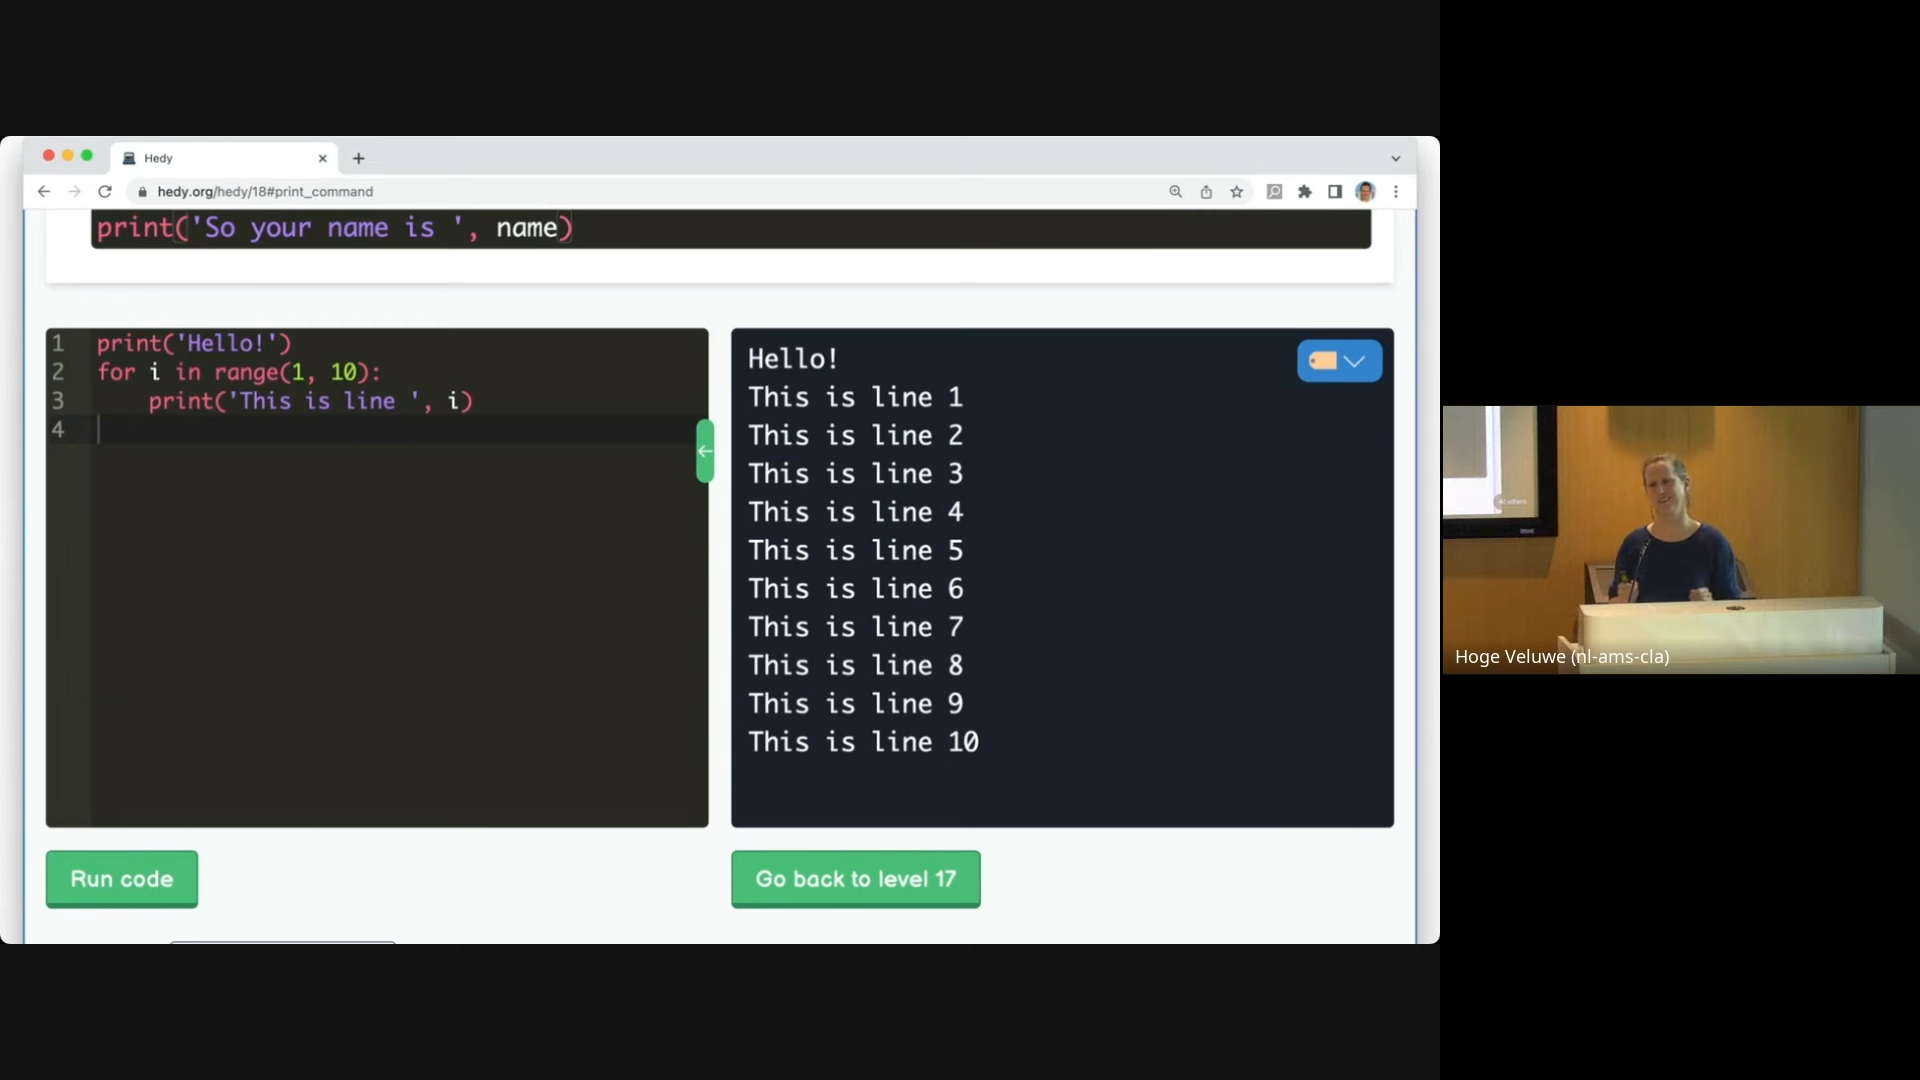 Hedy
hedy.org/hedy/18#print_command
print('So your name is ', name)
1 print('Hello!')
2 for i in range(1, 10):
3     print('This is line ', i)
4
Hello!
This is line 1
This is line 2
This is line 3
This is line 4
This is line 5
This is line 6
This is line 7
This is line 8
This is line 9
This is line 10
Run code
Go back to level 17
Hoge Veluwe (nl-ams-cla)